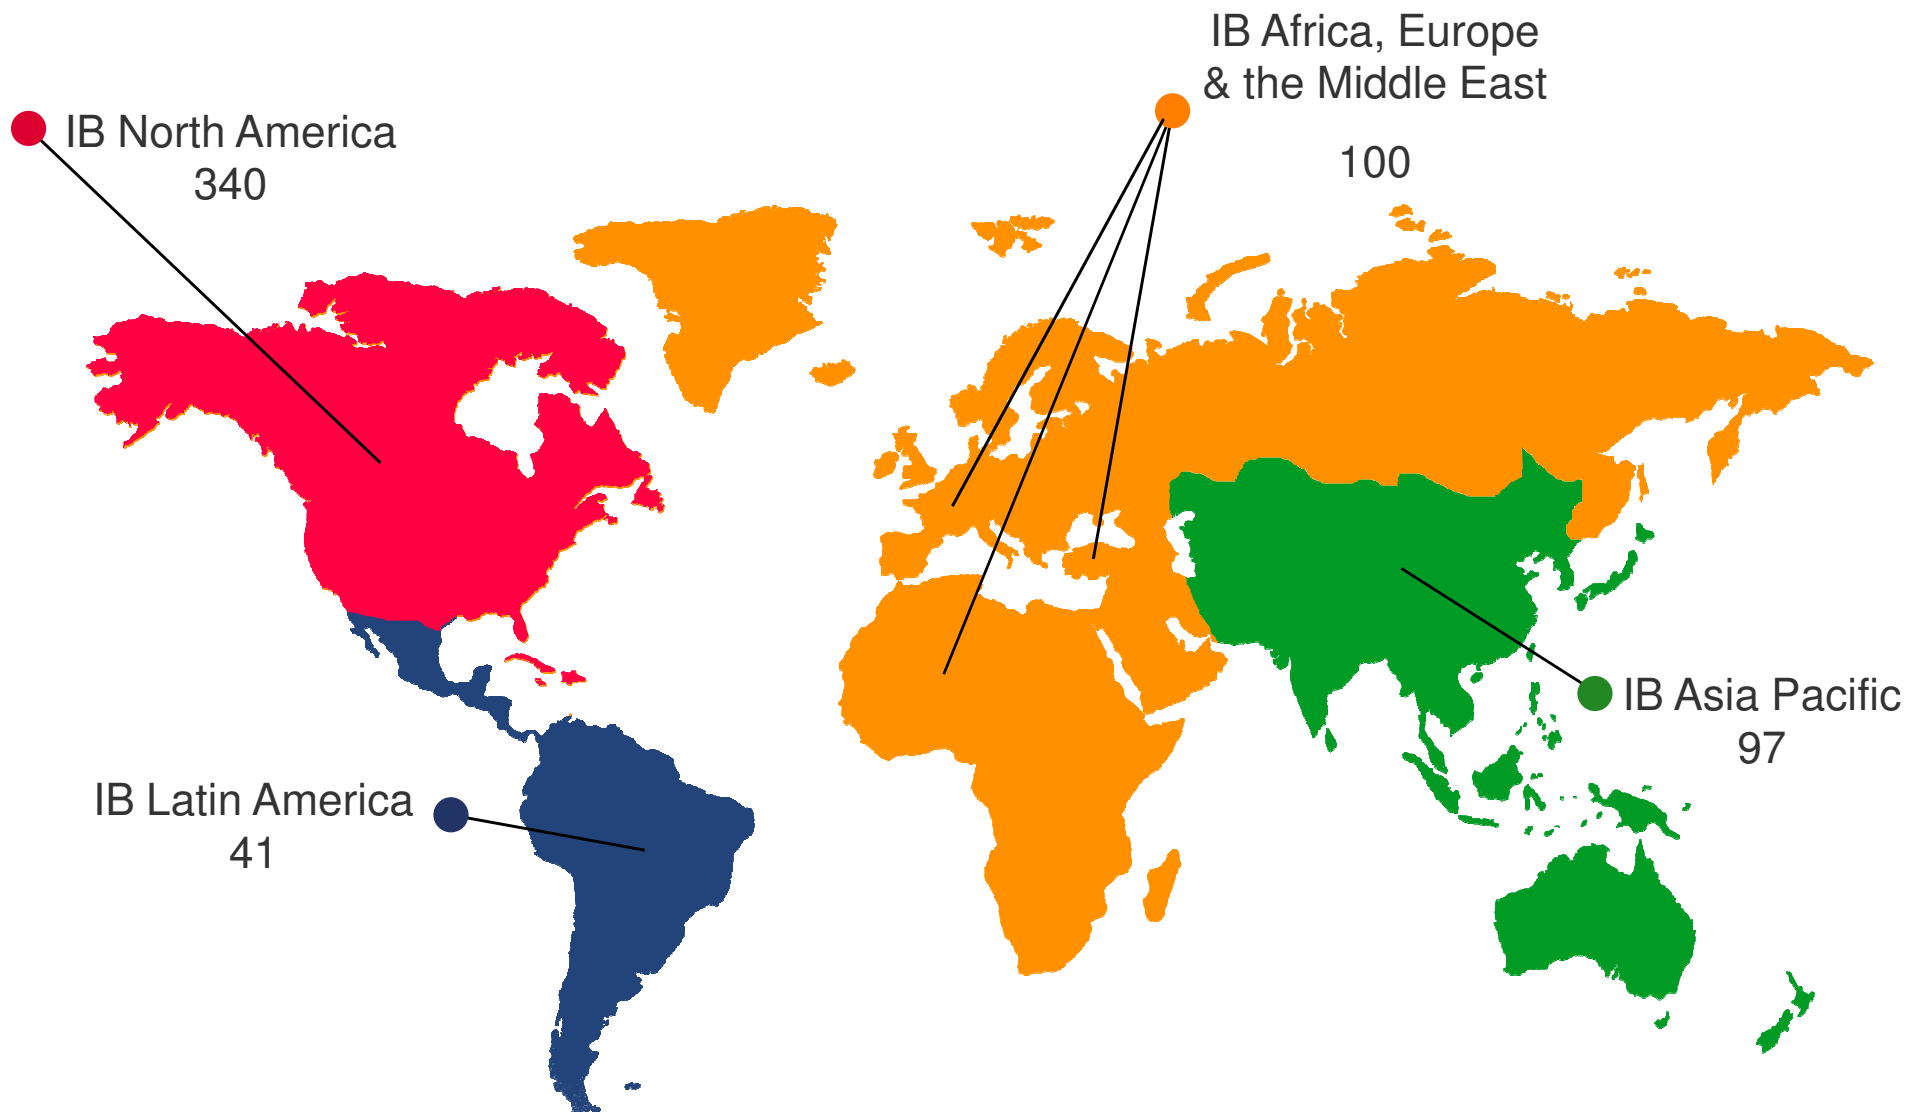 IB Africa, Europe
& the Middle East
100
IB North America
340
IB Asia Pacific
97
IB Latin America
41